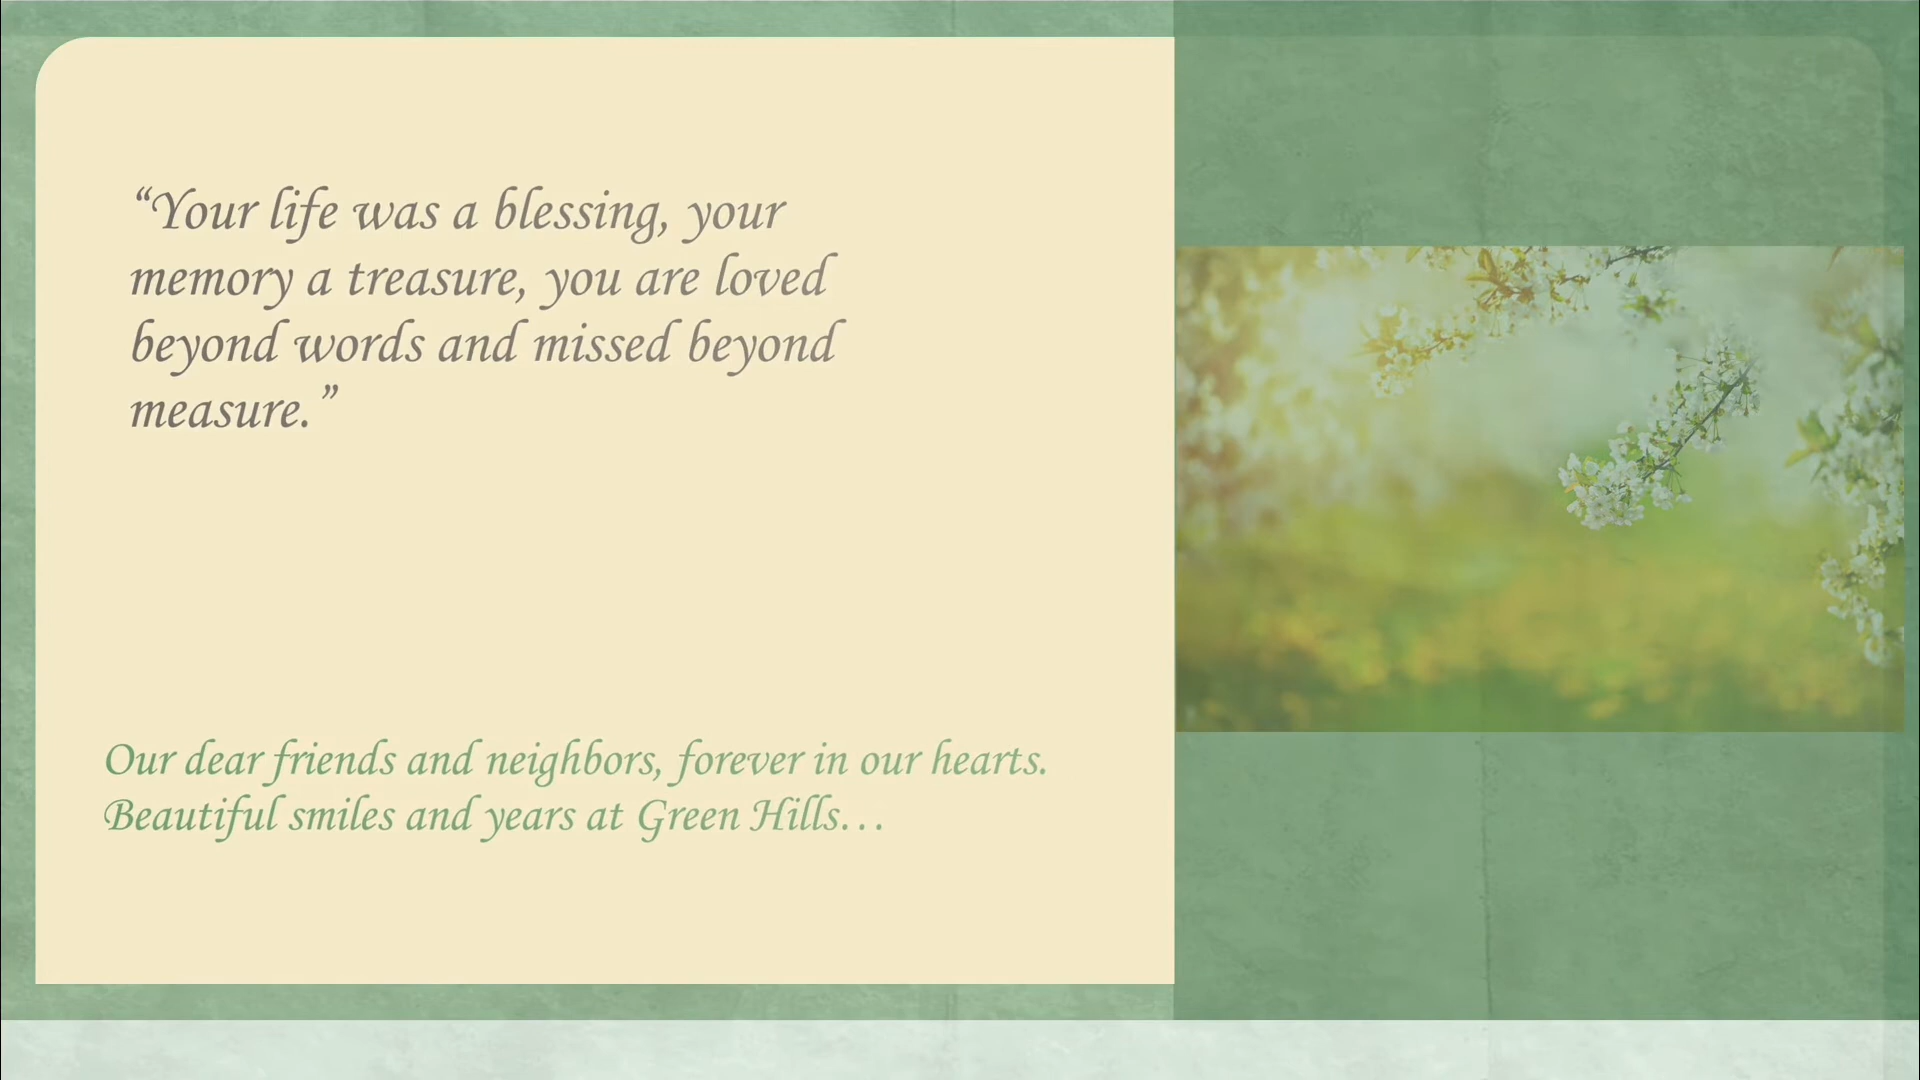 “Your life was a blessing, your
memory a treasure, you are loved
beyond words and missed beyond
measure.”
Our dear friends and neighbors, forever in our hearts.
Beautiful smiles and years at Green Hills…